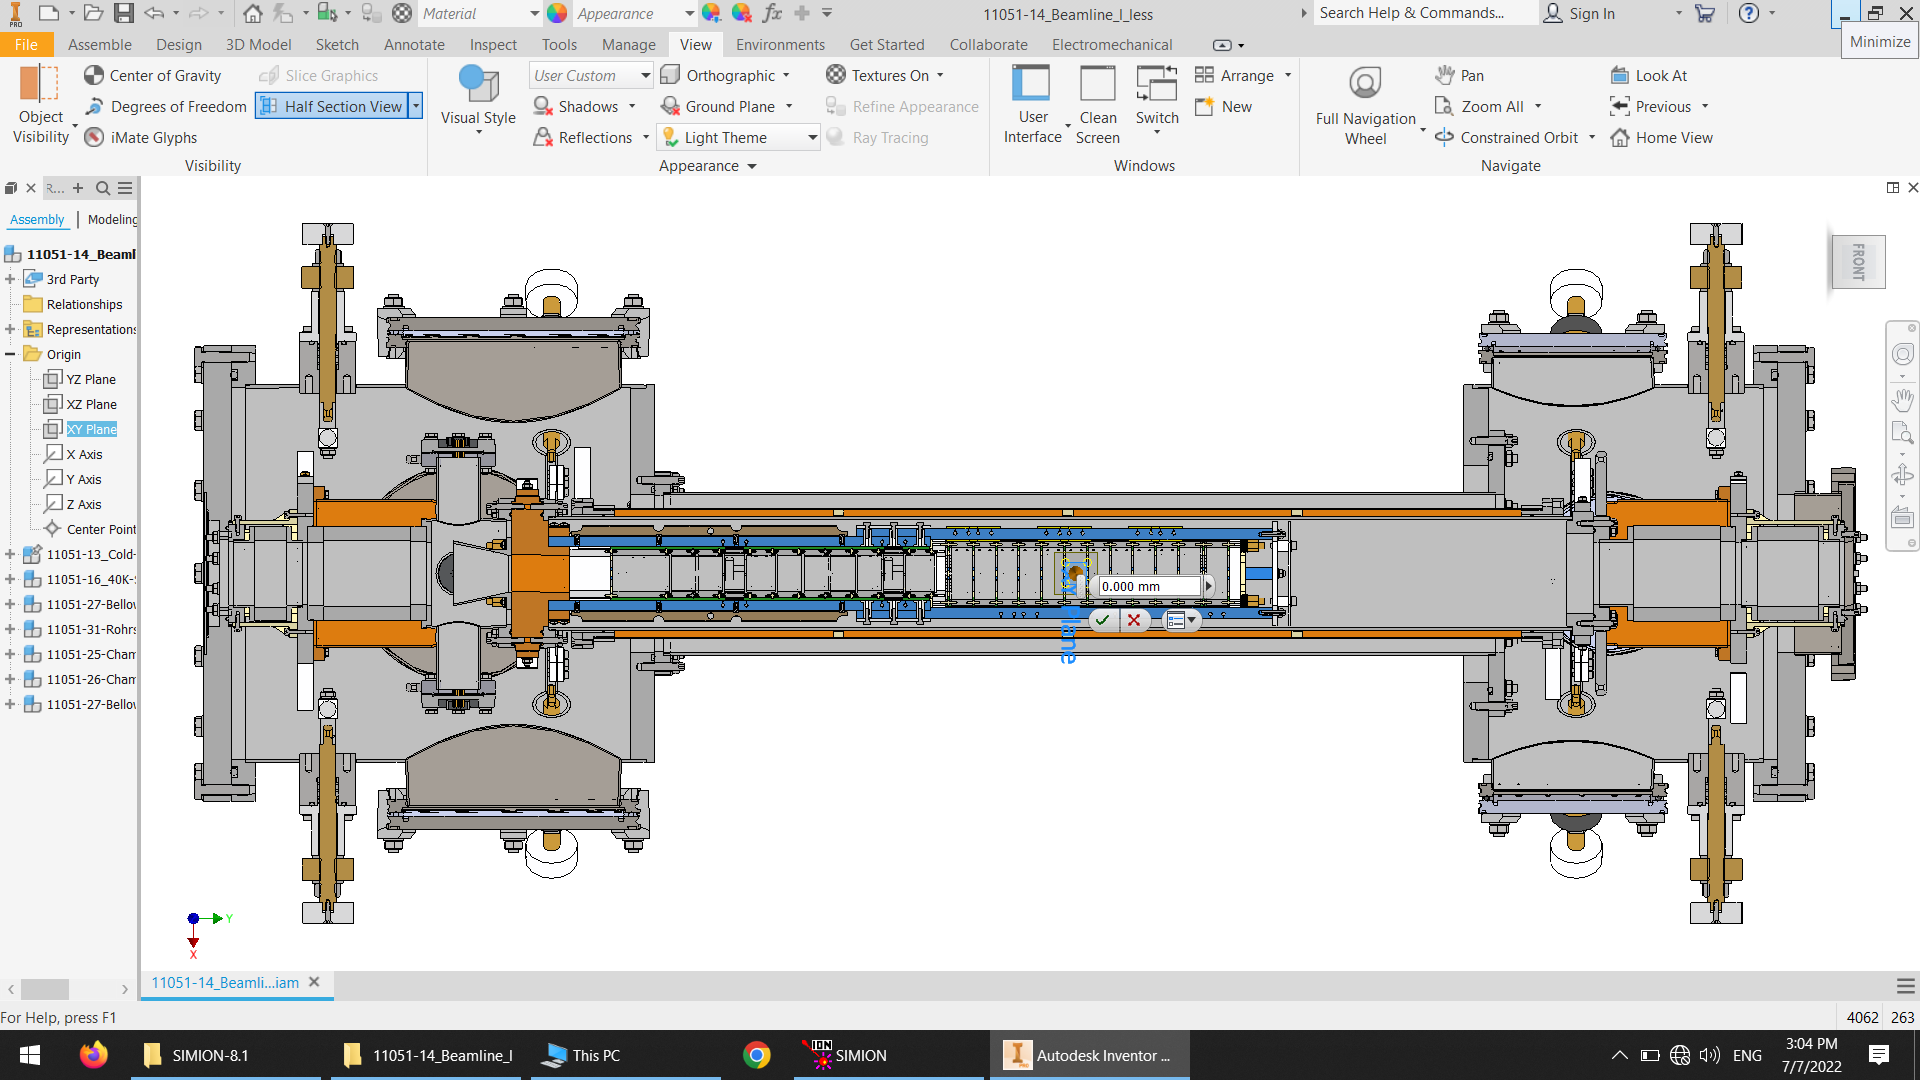 PRO
Material
Appearance
11051-14_Beamline_I_less
Search Help & Commands...
Sign In
File
Assemble
Design
3D Model
Sketch
Annotate
Inspect
Tools
Manage
View
Environments
Get Started
Collaborate
Electromechanical
Minimize
Object
Visibility
Center of Gravity
Degrees of Freedom
iMate Glyphs
Slice Graphics
Half Section View
Visibility
Visual Style
User Custom
Shadows
Reflections
Orthographic
Ground Plane
Light Theme
Textures On
Refine Appearance
Ray Tracing
Appearance
User
Interface
Clean
Screen
Switch
Arrange
New
Windows
Full Navigation
Wheel
Pan
Zoom All
Constrained Orbit
Look At
Previous
Home View
Navigate
R...
Assembly
Modeling
11051-14_Beaml
3rd Party
Relationships
Representations
Origin
YZ Plane
XZ Plane
XY Plane
X Axis
Y Axis
Z Axis
Center Point
11051-13_Cold-
11051-16_40K-
11051-27-Bellov
11051-31-Rohrs
11051-25-Cham
11051-26-Cham
11051-27-Bellov
FRONT
0.000 mm
Y
X
11051-14_Beamli...iam
For Help, press F1
4062
263
SIMION-8.1
11051-14_Beamline_I
This PC
ION
SIMION
PRO
Autodesk Inventor ...
ENG
3:04 PM
7/7/2022